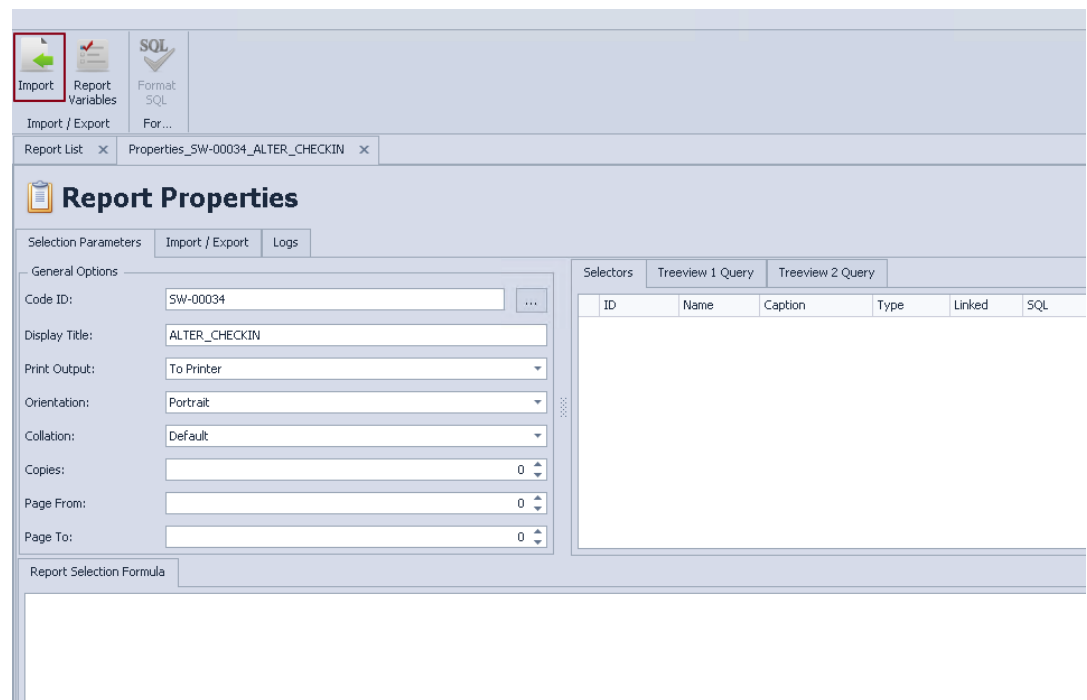 SQL
Import
Report Variables
Format SQL
Import / Export
For...
Report List
Properties_SW-00034_ALTER_CHECKIN
Report Properties
Selection Parameters
Import / Export
Logs
General Options
Code ID:
SW-00034
...
Display Title:
ALTER_CHECKIN
Print Output:
To Printer
Orientation:
Portrait
Collation:
Default
Copies:
0
Page From:
0
Page To:
0
Selectors
Treeview 1 Query
Treeview 2 Query
ID
Name
Caption
Type
Linked
SQL
Report Selection Formula